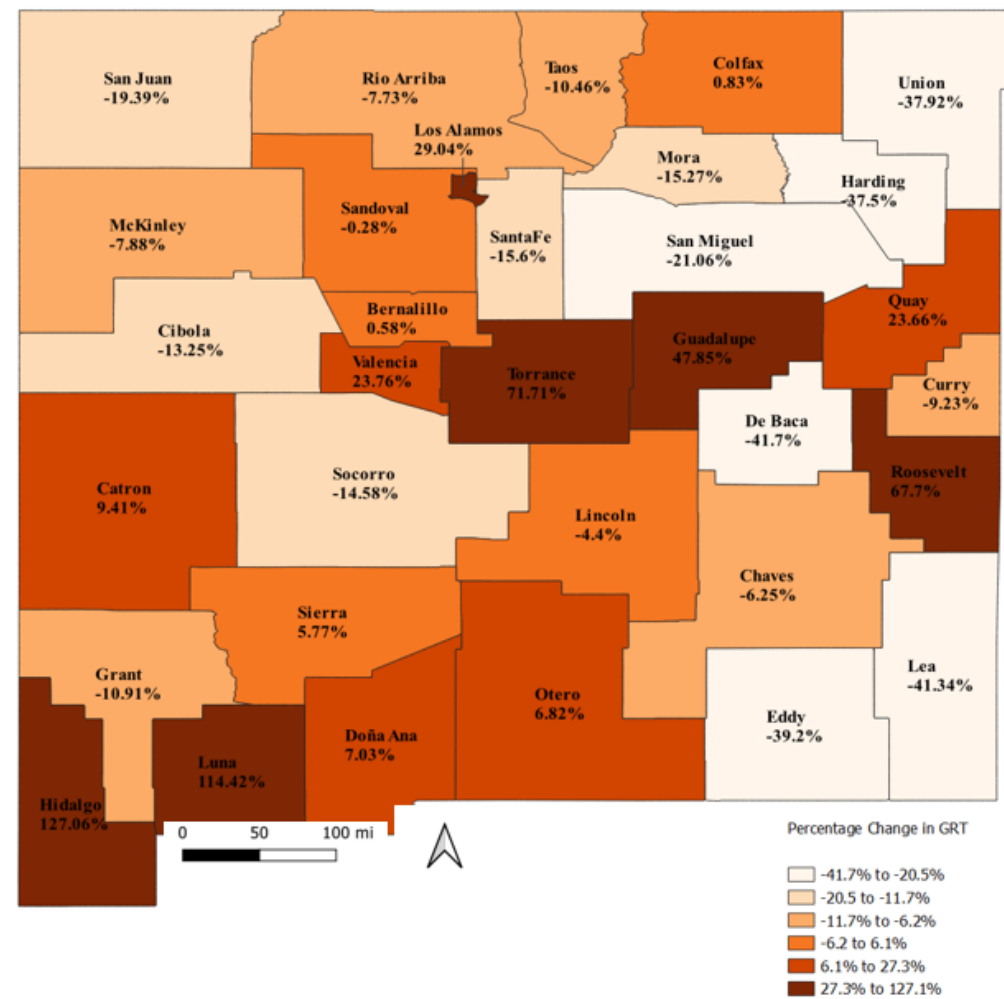 San Juan
-19.39%
Rio Arriba
-7.73%
Taos
-10.46%
Colfax
0.83%
Union
-37.92%
Los Alamos
29.04%
Mora
-15.27%
Harding
-37.5%
McKinley
-7.88%
Sandoval
-0.28%
SantaFe
-15.6%
San Miguel
-21.06%
Quay
23.66%
Cibola
-13.25%
Bernalillo
0.58%
Valencia
23.76%
Torrance
71.71%
Guadalupe
47.85%
Curry
-9.23%
De Baca
-41.7%
Roosevelt
67.7%
Catron
9.41%
Socorro
-14.58%
Lincoln
-4.4%
Chaves
-6.25%
Sierra
5.77%
Grant
-10.91%
Otero
6.82%
Lea
-41.34%
Doña Ana
7.03%
Eddy
-39.2%
Luna
114.42%
Hidalgo
127.06%
0 50 100 mi
Percentage Change in GRT
-41.7% to -20.5%
-20.5 to -11.7%
-11.7% to -6.2%
-6.2 to 6.1%
6.1% to 27.3%
27.3% to 127.1%